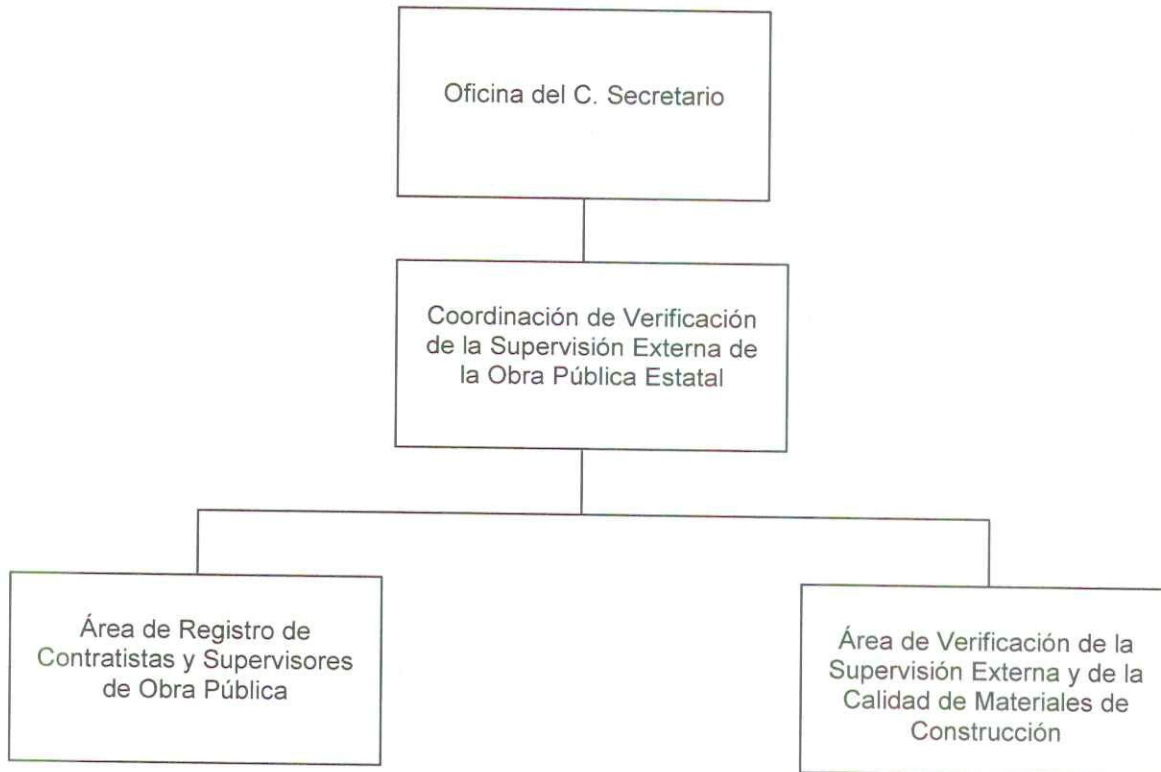 Oficina del C. Secretario
Coordinación de Verificación
de la Supervisión Externa de
la Obra Pública Estatal
Área de Registro de
Contratistas y Supervisores
de Obra Pública
Área de Verificación de la
Supervisión Externa y de la
Calidad de Materiales de
Construcción